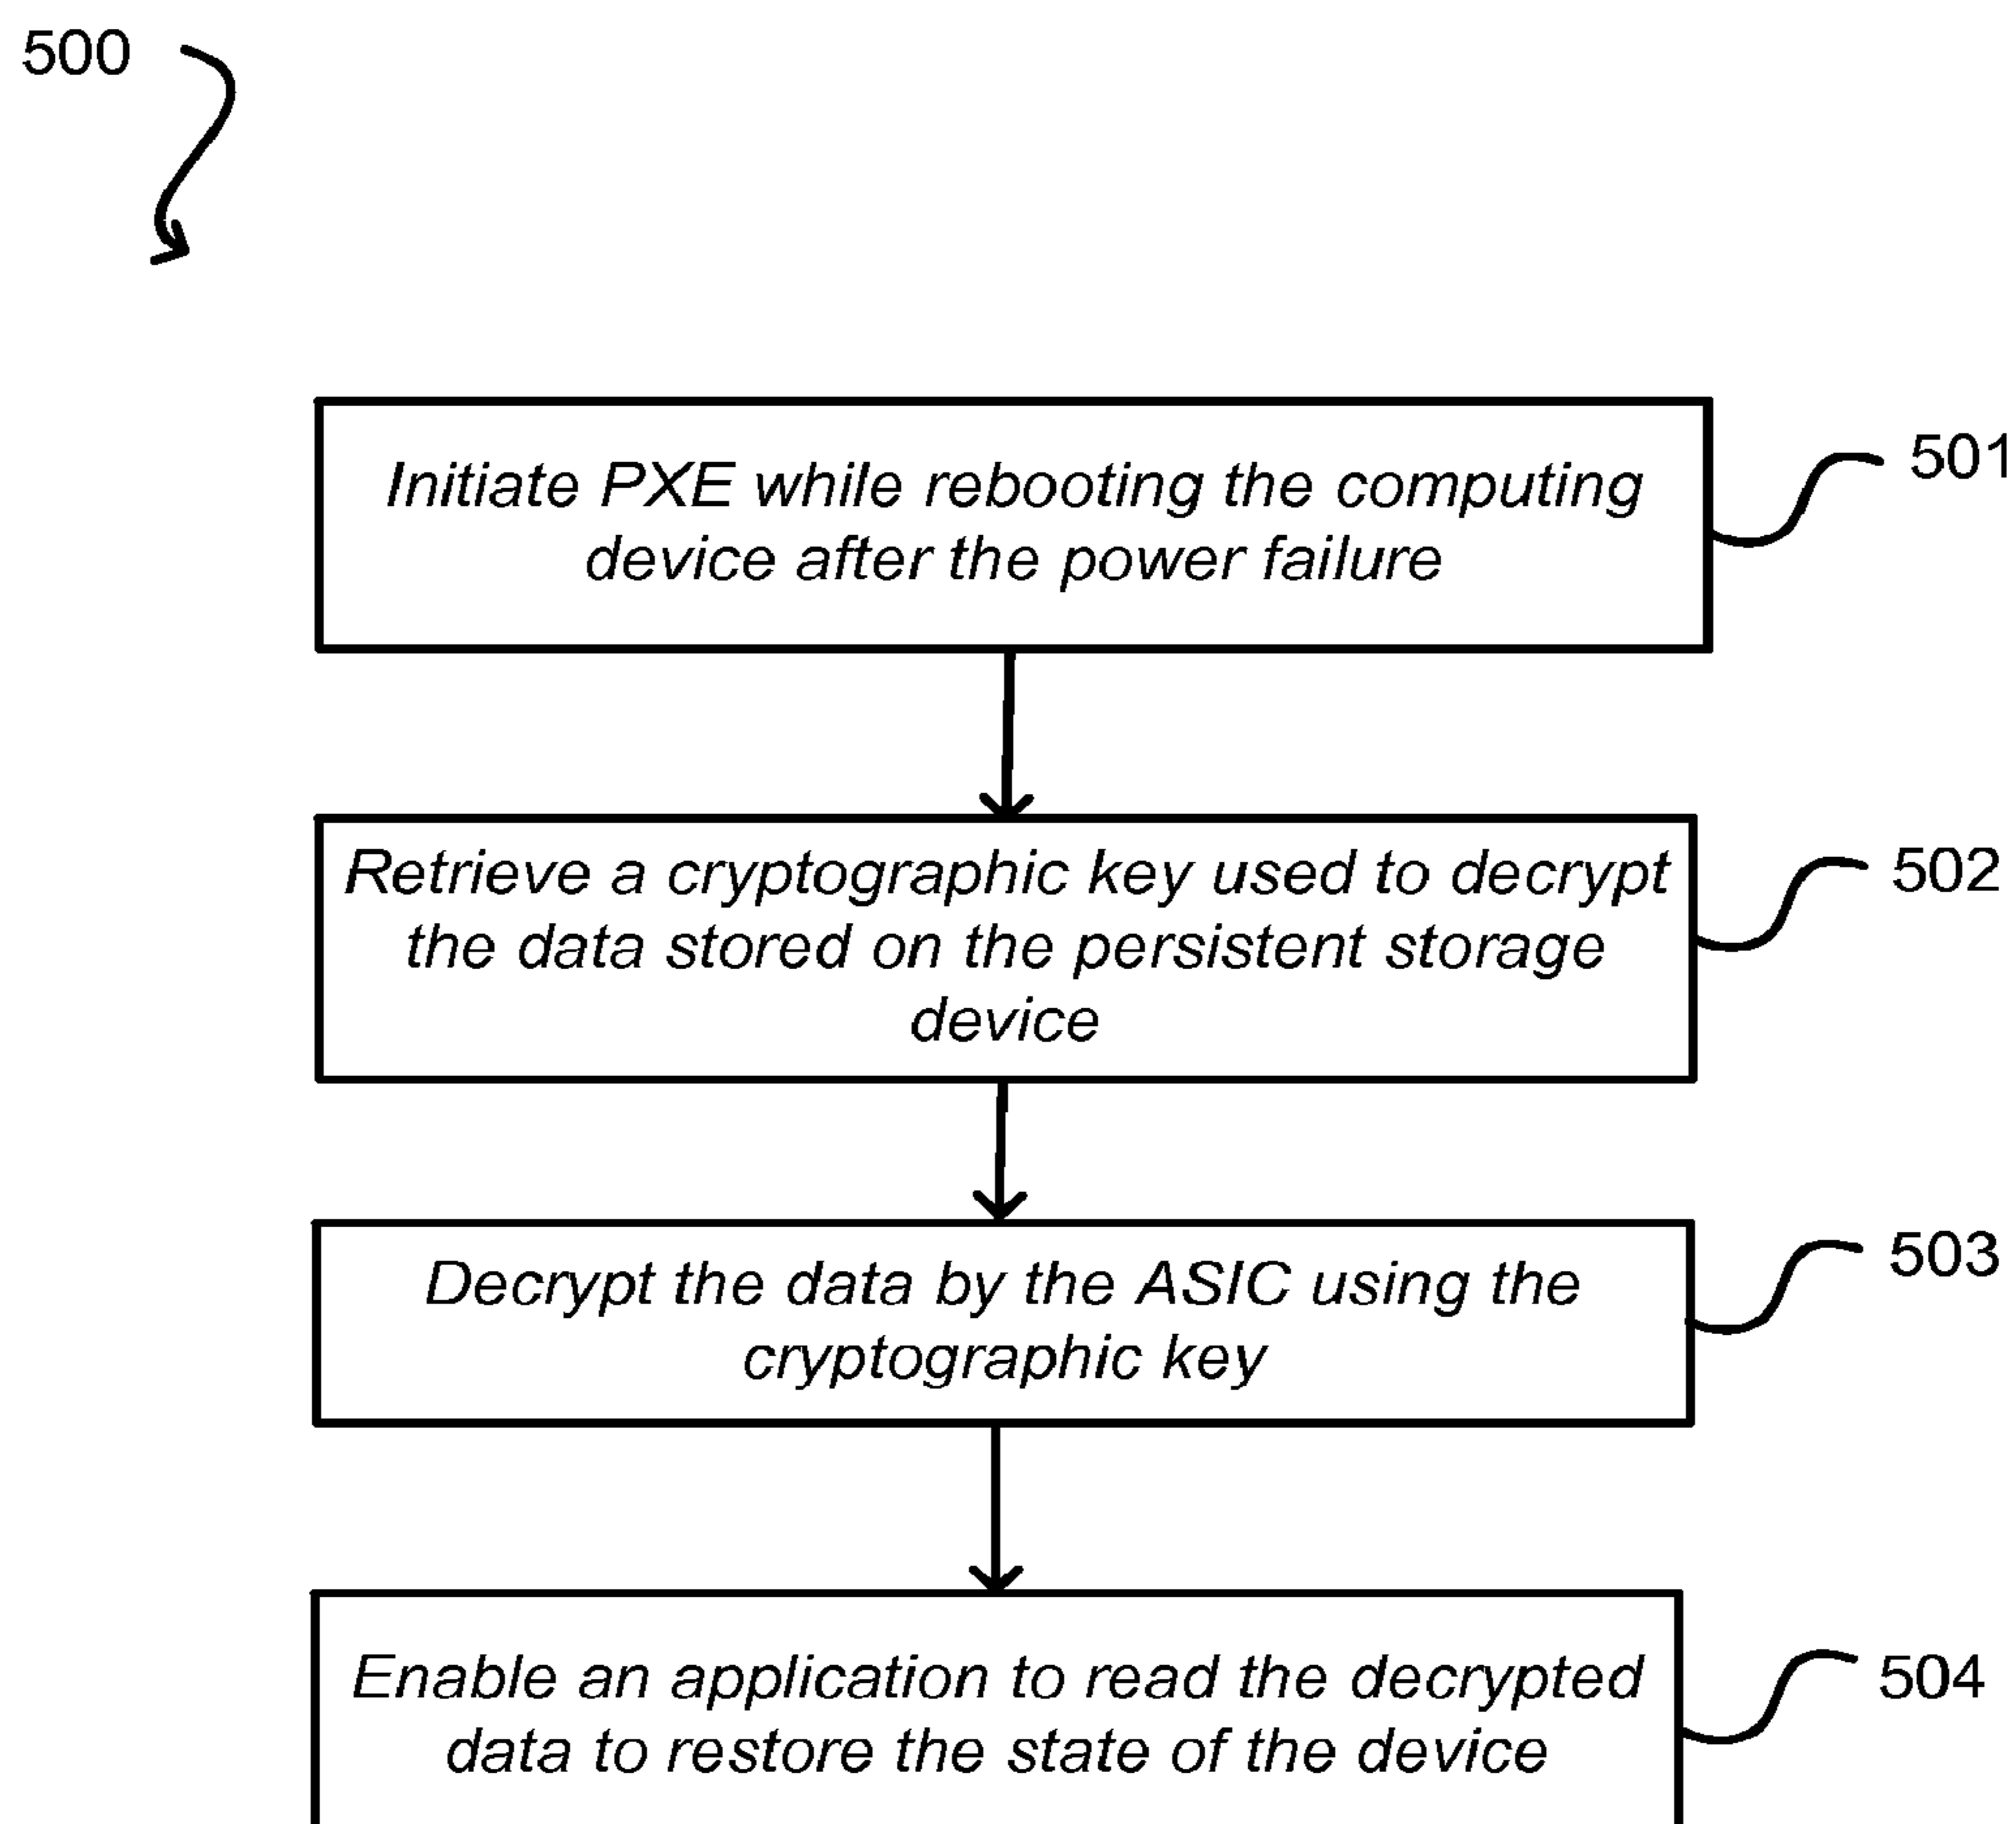 500
Initiate PXE while rebooting the computing
device after the power failure
501
Retrieve a cryptographic key used to decrypt
the data stored on the persistent storage
device
502
Decrypt the data by the ASIC using the
cryptographic key
503
Enable an application to read the decrypted
data to restore the state of the device
504